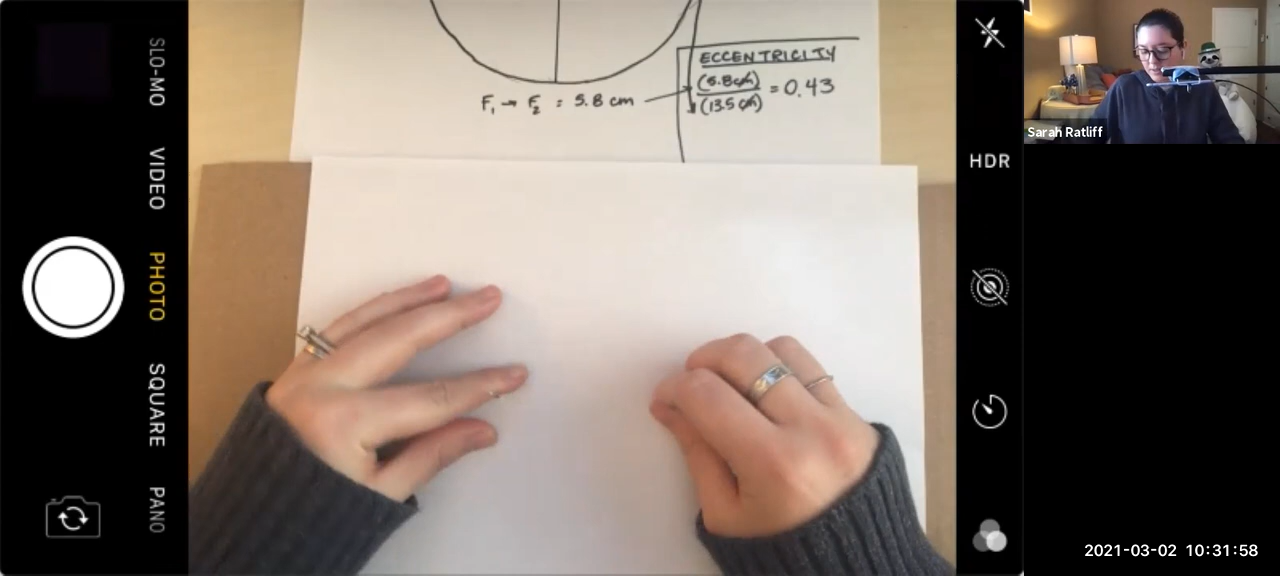 SLO-MO
VIDEO
PHOTO
SQUARE
PANO
ECCENTRICITY
(5.8cm)
(13.5cm)
= 0.43
F1 → F2 = 5.8 cm
HDR
Sarah Ratliff
2021-03-02 10:31:58